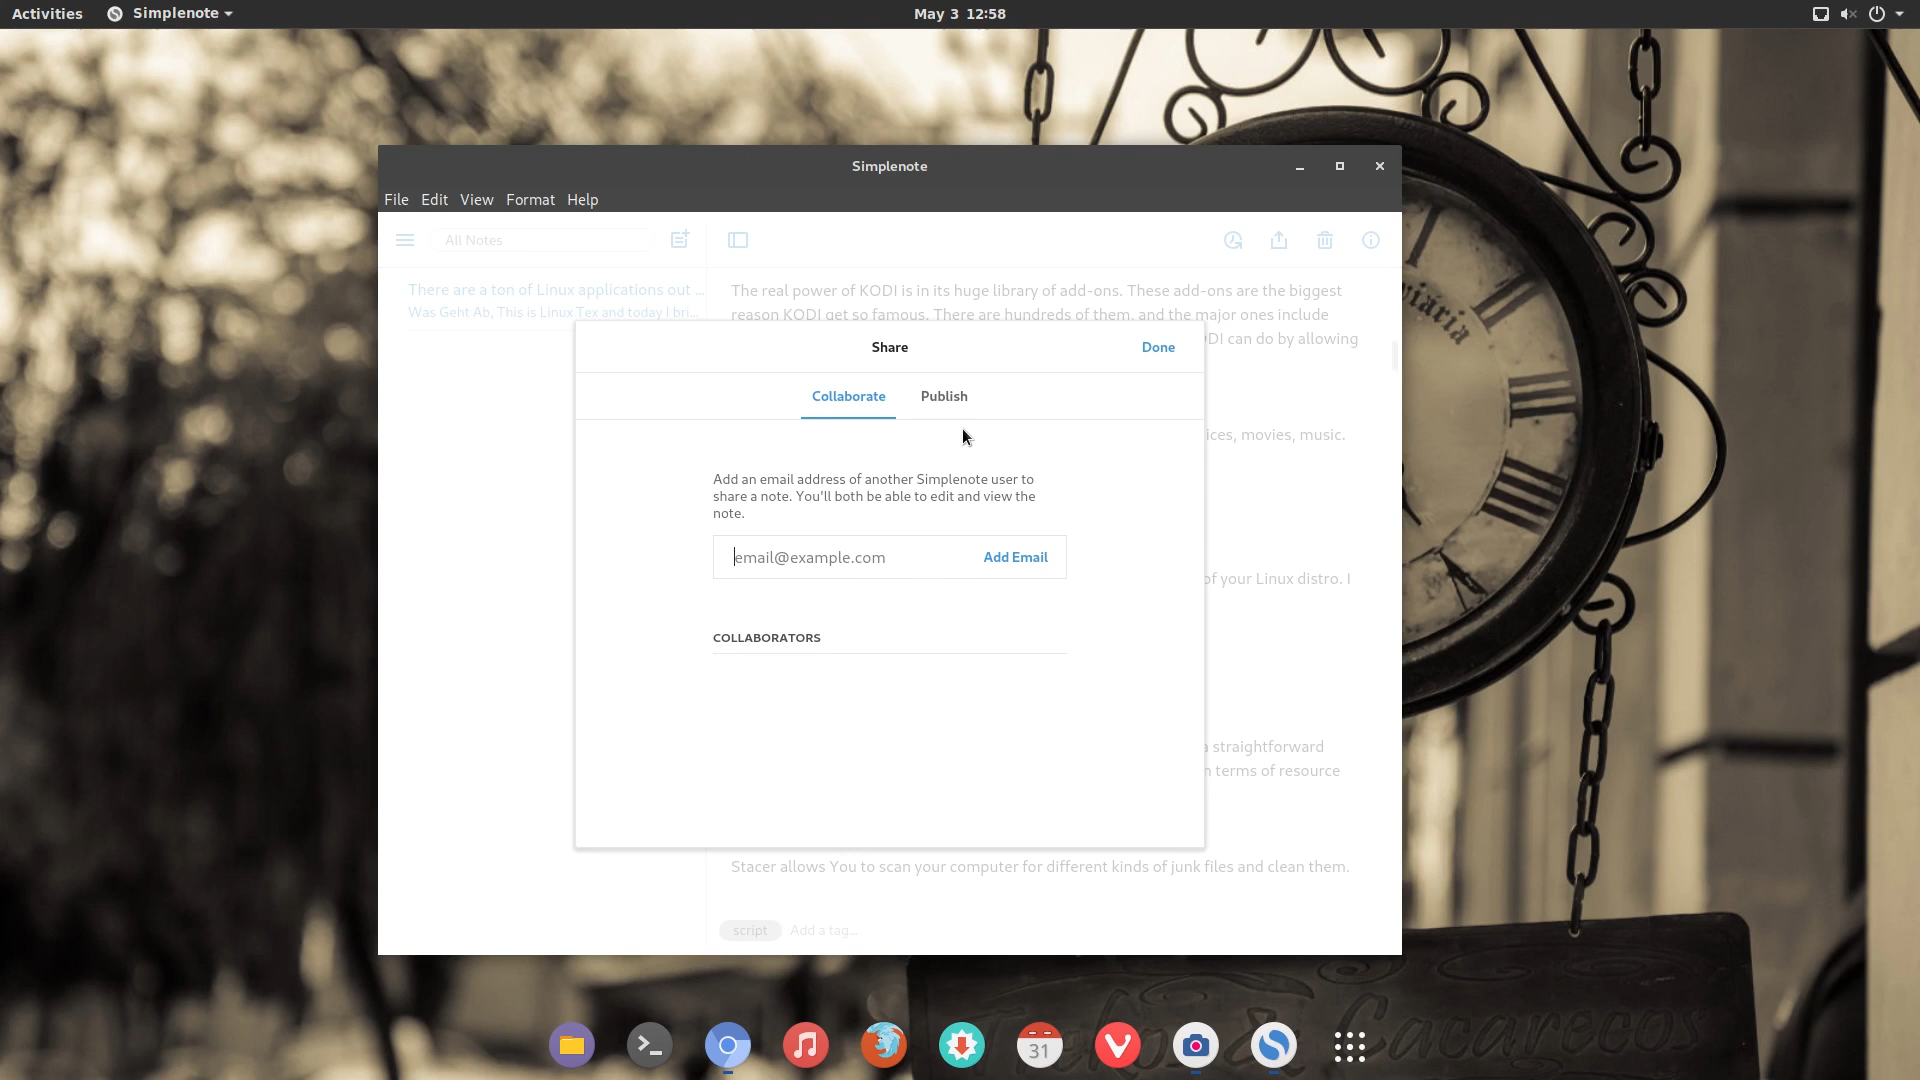 Activities Simplenote May 3 12:58
Simplenote
File Edit View Format Help
All Notes
There are a ton of Linux applications out ...
Was Geht Ab, This is Linux Tex and today I bri...
The real power of KODI is in its huge library of add-ons. These add-ons are the biggest
reason KODI get so famous. There are hundreds of them, and the major ones include
DI can do by allowing
ices, movies, music.
of your Linux distro. I
a straightforward
n terms of resource
Stacer allows You to scan your computer for different kinds of junk files and clean them.
script Add a tag...
Share Done
Collaborate Publish
Add an email address of another Simplenote user to
share a note. You'll both be able to edit and view the
note.
email@example.com Add Email
COLLABORATORS
31